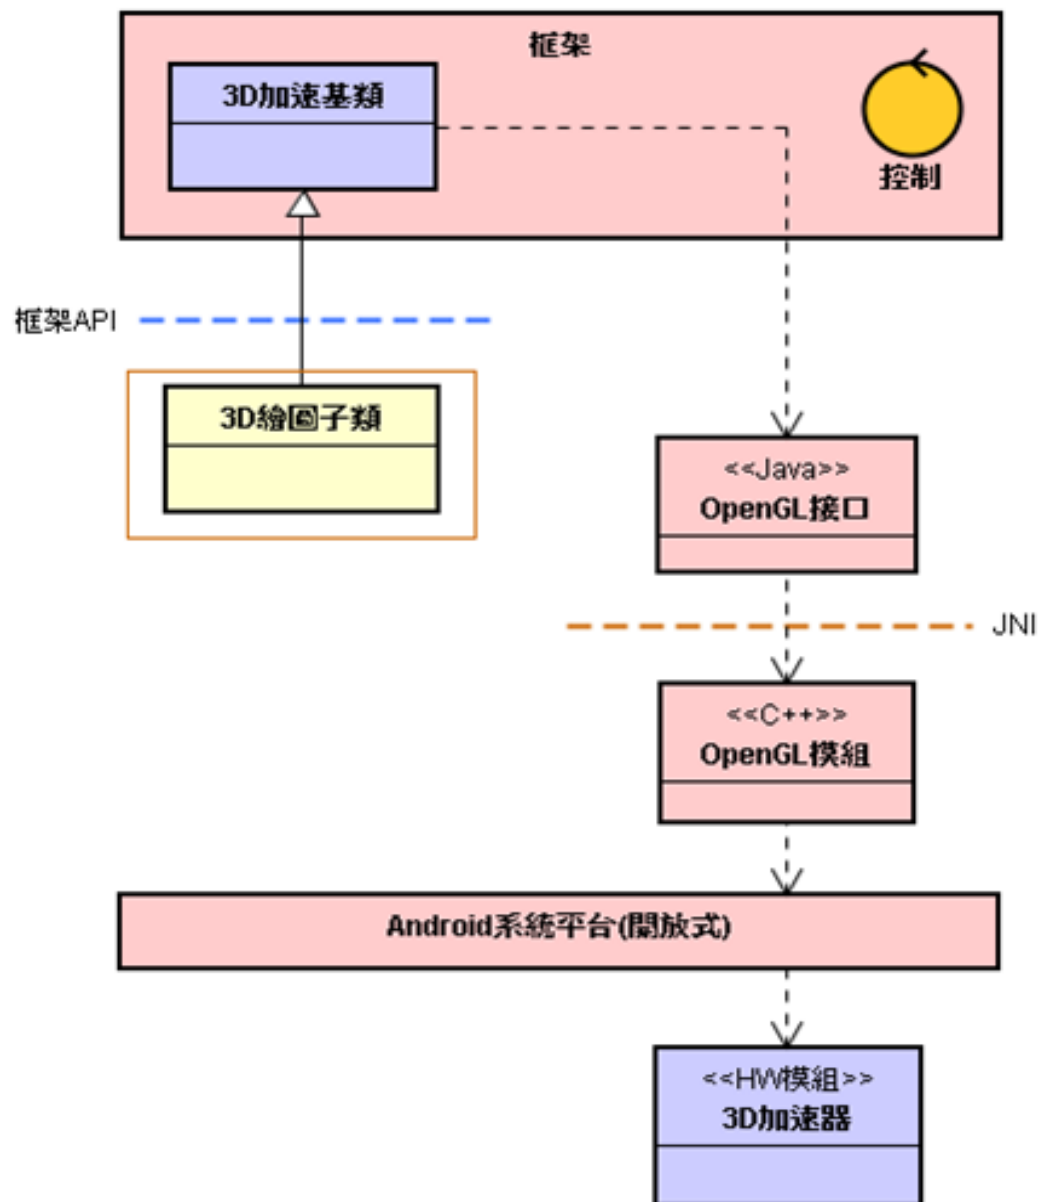 框架
3D加速基類
控制
框架API
3D繪圖子類
<<Java>>
OpenGL接口
JNI
<<C++>>
OpenGL模組
Android系統平台(開放式)
<<HW模組>>
3D加速器